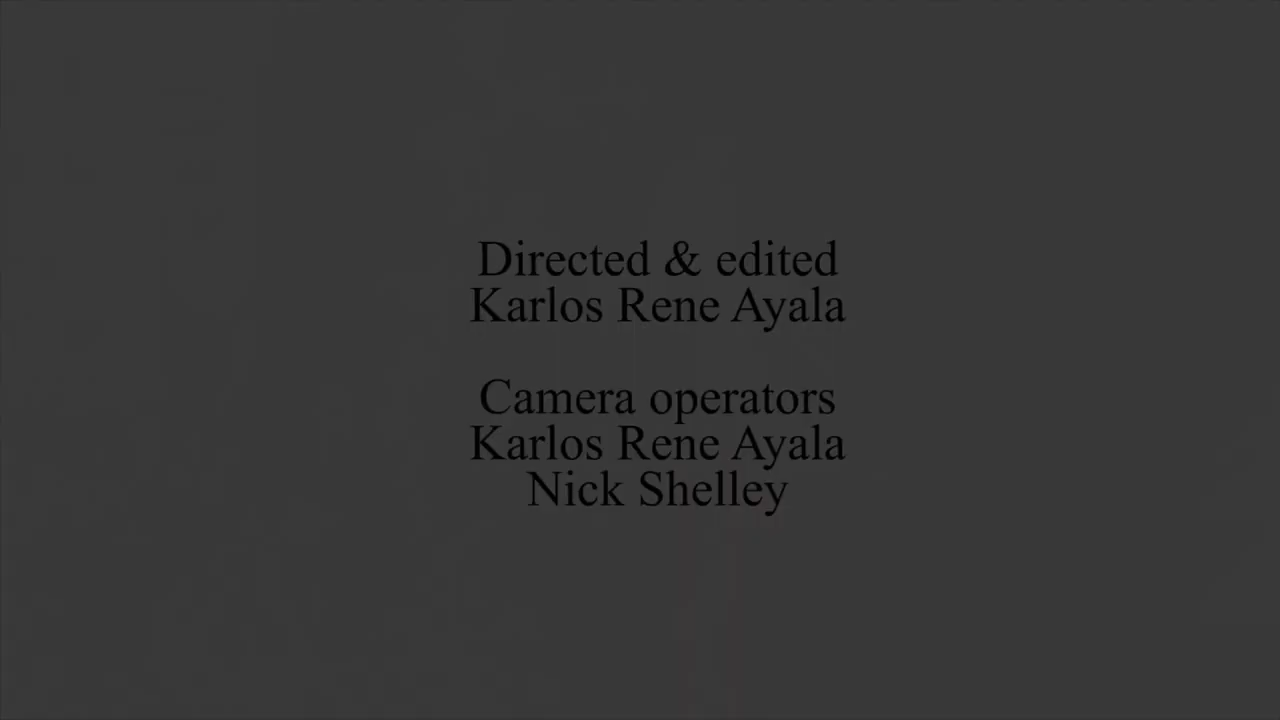 Directed & edited
Karlos Rene Ayala
Camera operators
Karlos Rene Ayala
Nick Shelley